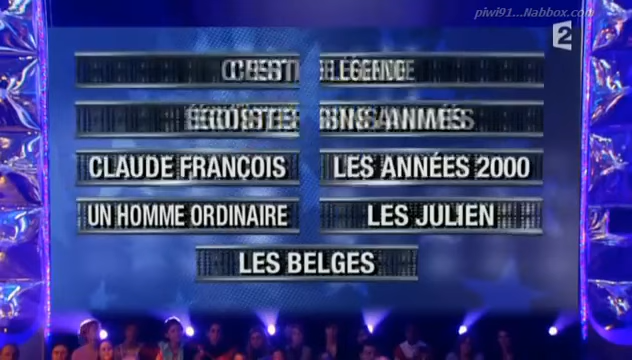 piwi91...Nabbox.com
2
CLAUDE FRANÇOIS
LES ANNÉES 2000
UN HOMME ORDINAIRE
LES JULIEN
LES BELGES